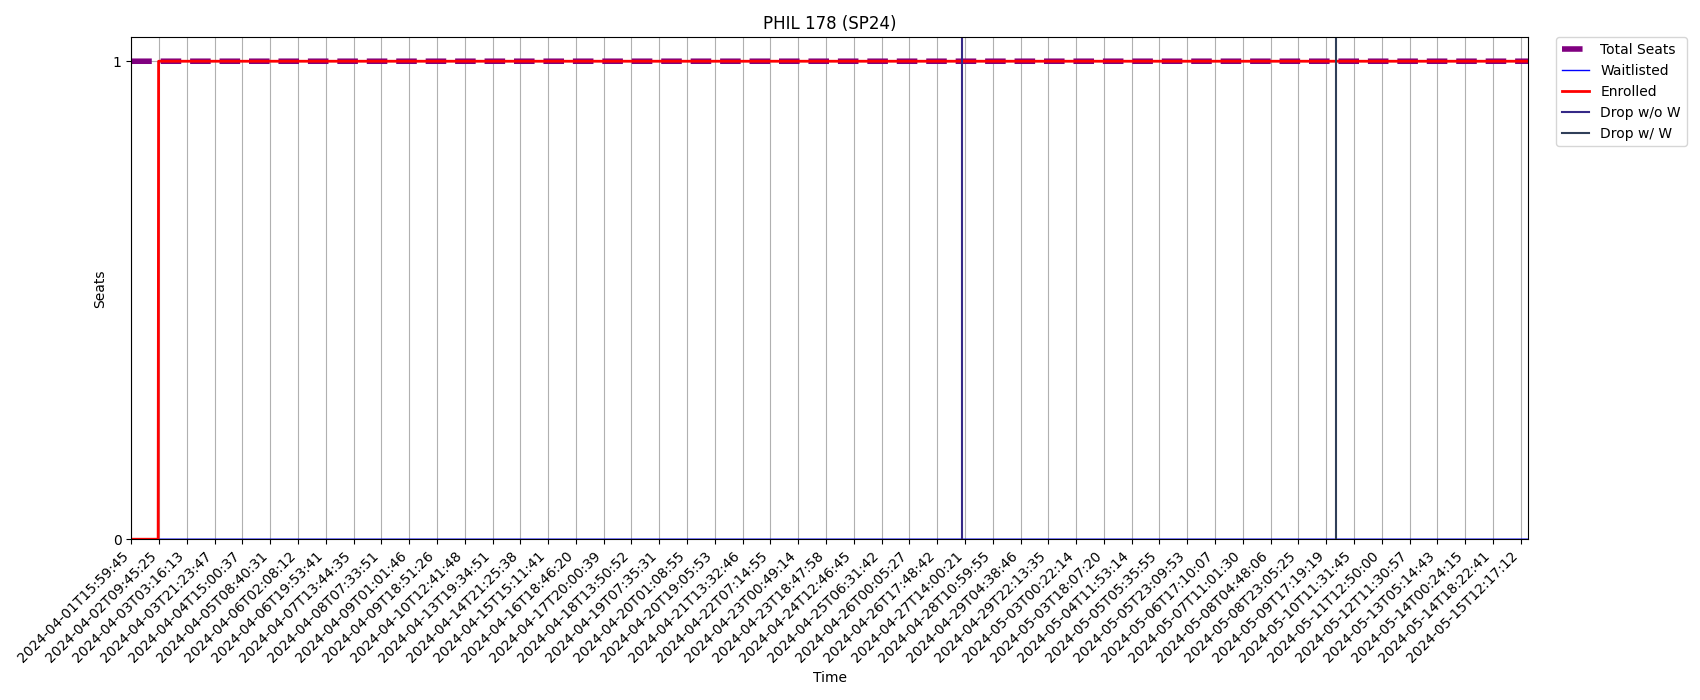 PHIL 178 (SP24)
Total Seats
Waitlisted
Enrolled
Drop w/o W
Drop w/ W
1
0
Seats
2024-04-01T15:59:45
2024-04-02T09:45:25
2024-04-03T03:16:13
2024-04-03T21:23:47
2024-04-04T15:00:37
2024-04-05T08:40:31
2024-04-06T02:08:12
2024-04-06T19:53:41
2024-04-07T13:44:35
2024-04-08T07:33:51
2024-04-09T01:01:46
2024-04-09T18:51:26
2024-04-10T12:41:48
2024-04-13T19:34:51
2024-04-14T21:25:38
2024-04-15T15:11:41
2024-04-16T18:46:20
2024-04-17T20:00:39
2024-04-18T13:50:52
2024-04-19T07:35:31
2024-04-20T01:08:55
2024-04-20T19:05:53
2024-04-21T13:32:46
2024-04-22T07:14:55
2024-04-23T00:49:14
2024-04-23T18:47:58
2024-04-24T12:46:45
2024-04-25T06:31:42
2024-04-26T00:05:27
2024-04-26T17:48:42
2024-04-27T14:00:21
2024-04-28T10:59:55
2024-04-29T04:38:46
2024-04-29T22:13:35
2024-05-03T00:22:14
2024-05-03T18:07:20
2024-05-04T11:53:14
2024-05-05T05:35:55
2024-05-05T23:09:53
2024-05-06T17:10:07
2024-05-07T11:01:30
2024-05-08T04:48:06
2024-05-08T23:05:25
2024-05-09T17:19:19
2024-05-10T11:31:45
2024-05-11T12:50:00
2024-05-12T11:30:57
2024-05-13T05:14:43
2024-05-14T00:24:15
2024-05-14T18:22:41
2024-05-15T12:17:12
Time